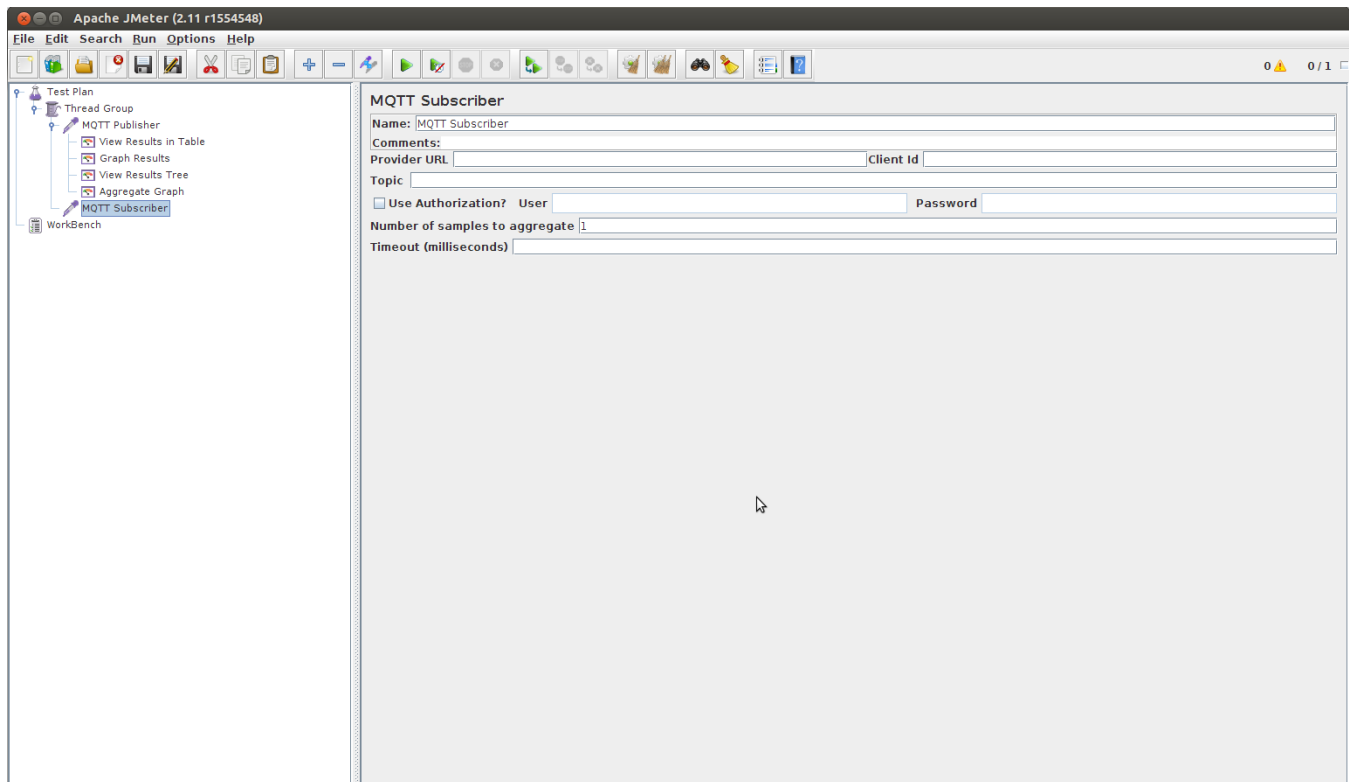 Apache JMeter (2.11 r1554548)
File Edit Search Run Options Help
0 0 / 1
Test Plan
Thread Group
MQTT Publisher
View Results in Table
Graph Results
View Results Tree
Aggregate Graph
MQTT Subscriber
WorkBench
MQTT Subscriber
Name: MQTT Subscriber
Comments:
Provider URL Client Id
Topic
Use Authorization? User Password
Number of samples to aggregate 1
Timeout (milliseconds)